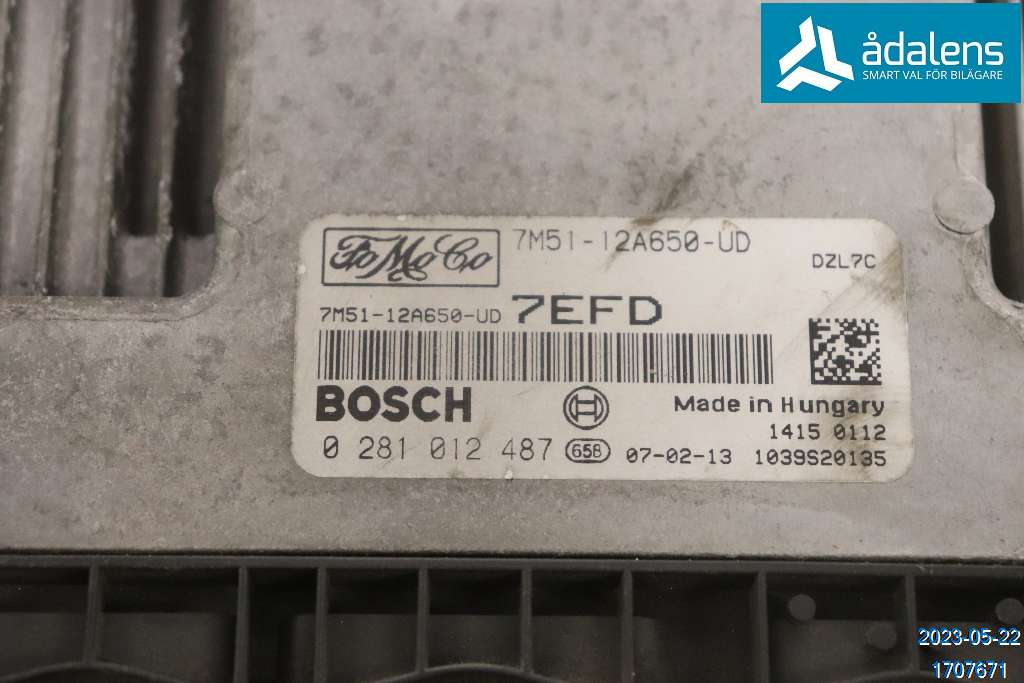 ådalens
SMART VAL FÖR BILÄGARE
FoMoCo 7M51-12A650-UD
DZL7C
7M51-12A650-UD 7EFD
BOSCH Made in Hungary
1415 0112
0 281 012 487 658 07-02-13 1039S20135
2023-05-22
1707671